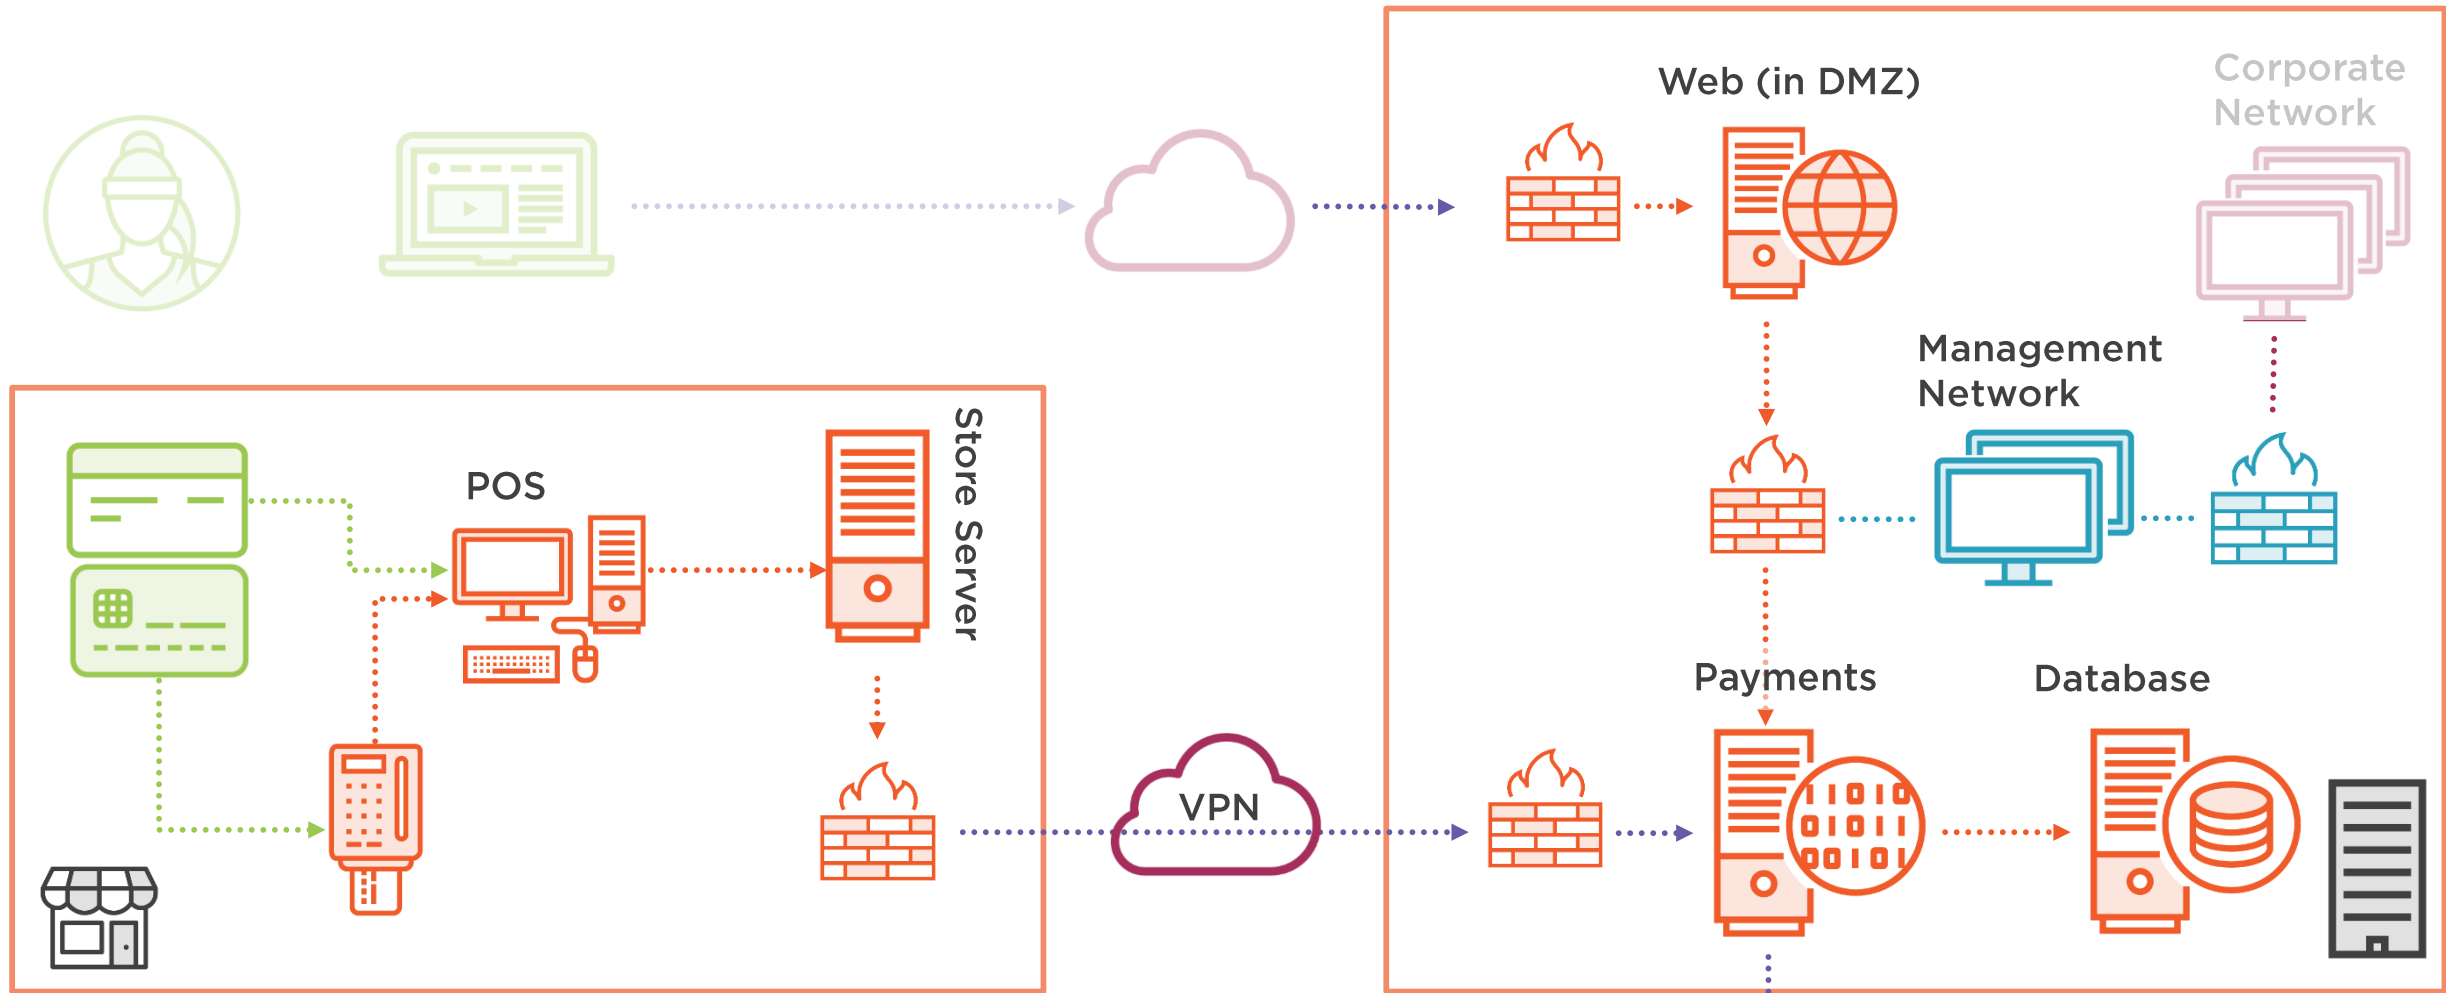 Web (in DMZ)
Corporate
Network
Management
Network
POS
Store Server
Payments
Database
VPN